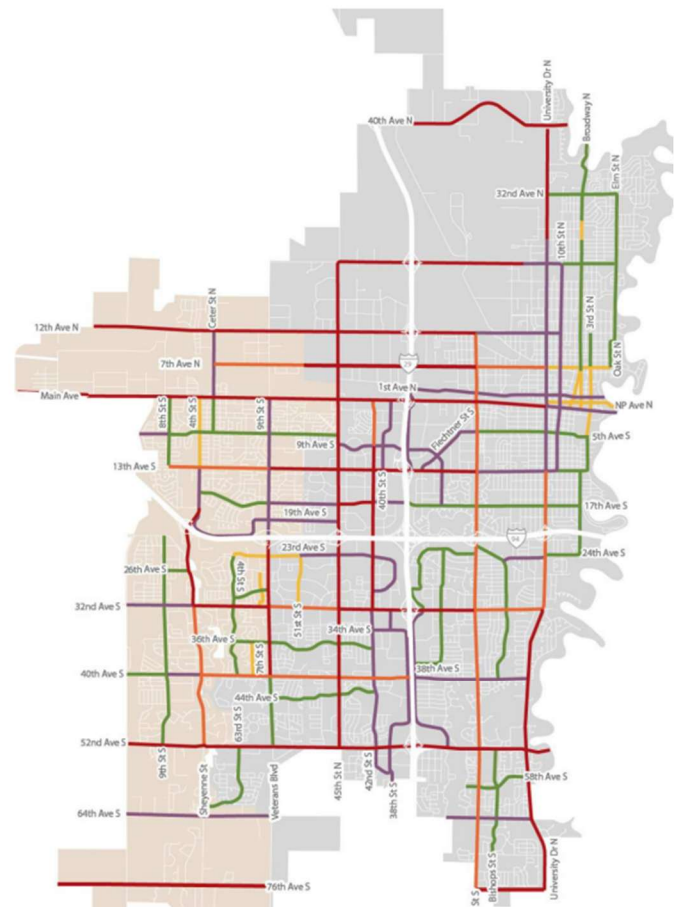 University Dr N
Broadway N
40th Ave N
Elm St N
32nd Ave N
10th St N
Ceter St N
3rd St N
12th Ave N
7th Ave N
29
Oak St N
1st Ave N
Main Ave
NP Ave N
8th St S
4th St S
9th St S
Flechtner St S
9th Ave S
5th Ave S
13th Ave S
40th St S
17th Ave S
19th Ave S
94
23rd Ave S
24th Ave S
26th Ave S
4th St S
32nd Ave S
51st St S
34th Ave S
36th Ave S
7th St S
38th Ave S
40th Ave S
44th Ave S
63rd St S
52nd Ave S
9th St S
Sheyenne St
Veterans Blvd
45th St N
42nd St S
38th St S
58th Ave S
64th Ave S
University Dr N
Bishops St S
76th Ave S
St S